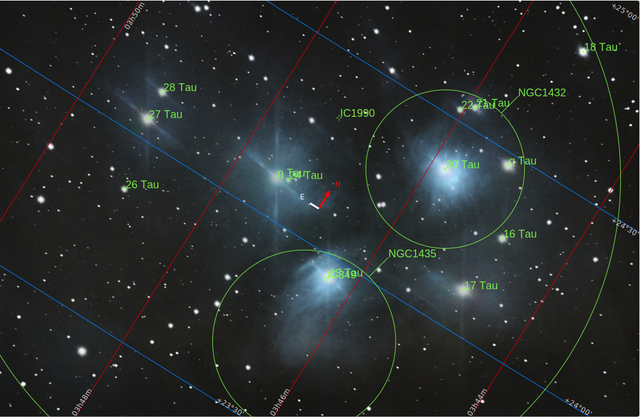 03h50m
+25°00'
18 Tau
28 Tau
NGC1432
22 Tau
21 Tau
27 Tau
IC1990
Tau
Tau
Tau
26 Tau
N
E
+24°30'
16 Tau
NGC1435
Tau
17 Tau
03h48m
+23°30'
03h46m
03h44m
+24°00'